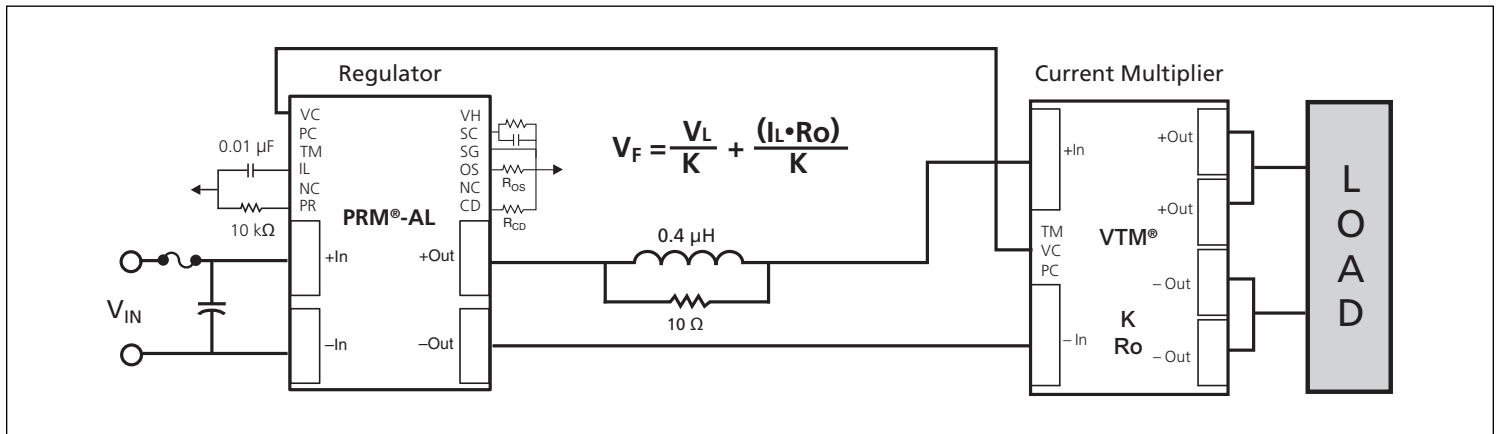 Regulator
Current Multiplier
VC
PC
TM
IL
NC
PR
VH
SC
SG
OS
NC
CD
0.01 µF
10 kΩ
PRM®-AL
R_OS
R_CD
V_F = V_L/K + (I_L•Ro)/K
+In
–In
+Out
–Out
V_IN
0.4 µH
10 Ω
+In
TM
VC
PC
– In
VTM®
K
Ro
+Out
+Out
– Out
– Out
L
O
A
D